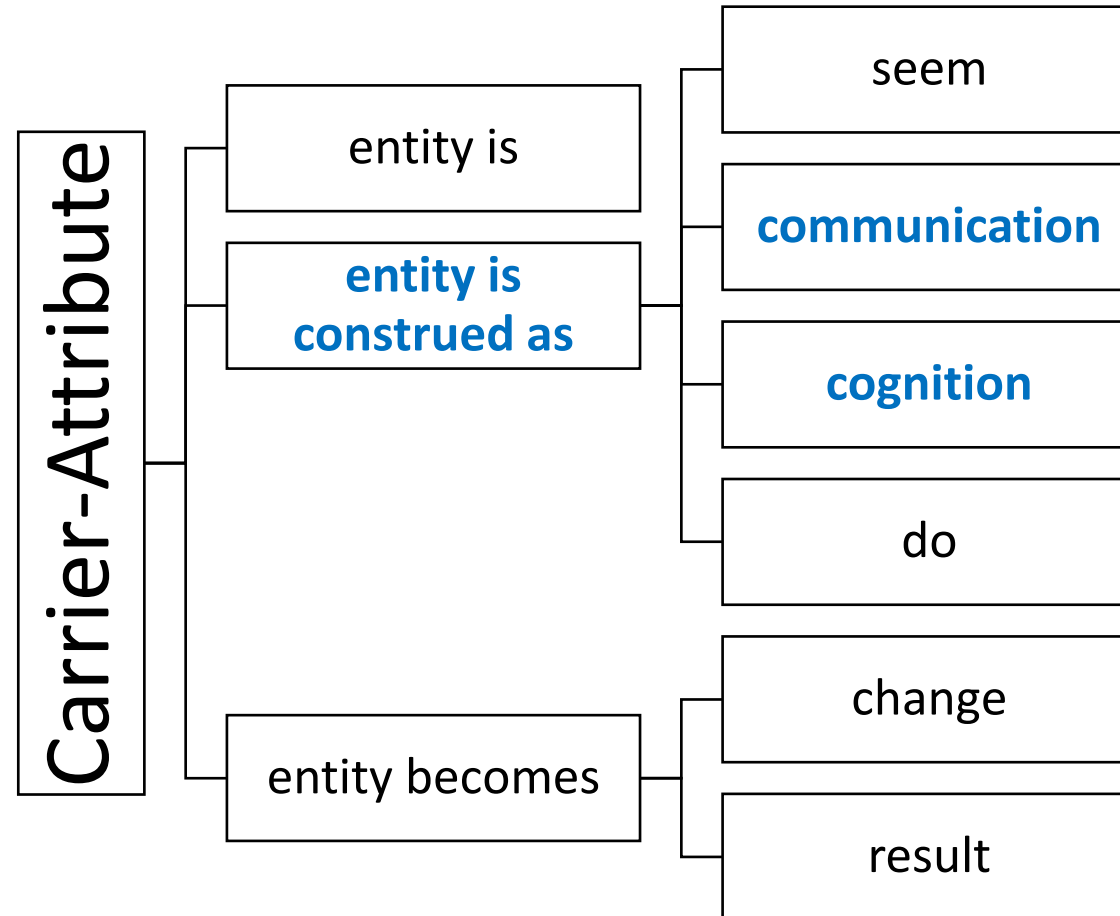 Carrier-Attribute
entity is
entity is
construed as
seem
communication
cognition
do
entity becomes
change
result